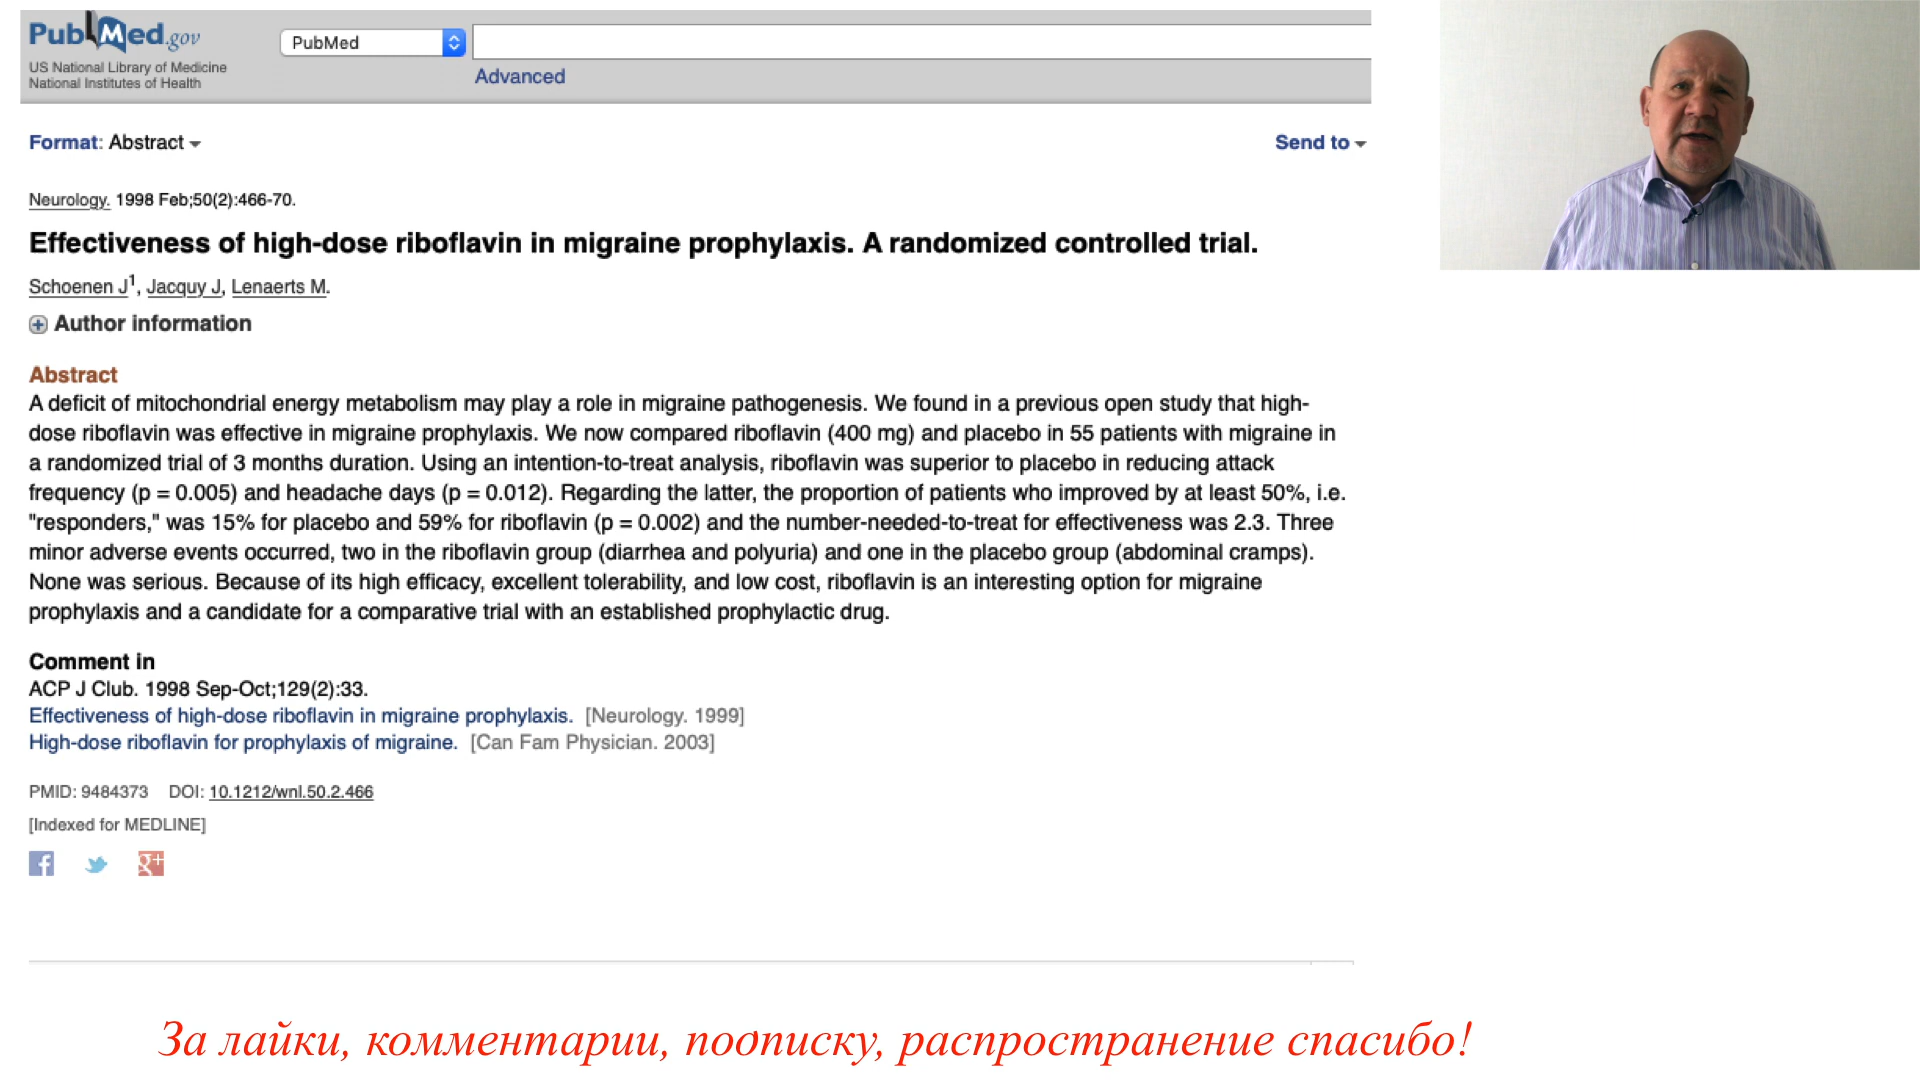 PubMed.gov
US National Library of Medicine
National Institutes of Health
PubMed
Advanced
Format: Abstract
Send to
Neurology. 1998 Feb;50(2):466-70.
Effectiveness of high-dose riboflavin in migraine prophylaxis. A randomized controlled trial.
Schoenen J1, Jacquy J, Lenaerts M.
Author information
Abstract
A deficit of mitochondrial energy metabolism may play a role in migraine pathogenesis. We found in a previous open study that high-
dose riboflavin was effective in migraine prophylaxis. We now compared riboflavin (400 mg) and placebo in 55 patients with migraine in
a randomized trial of 3 months duration. Using an intention-to-treat analysis, riboflavin was superior to placebo in reducing attack
frequency (p = 0.005) and headache days (p = 0.012). Regarding the latter, the proportion of patients who improved by at least 50%, i.e.
"responders," was 15% for placebo and 59% for riboflavin (p = 0.002) and the number-needed-to-treat for effectiveness was 2.3. Three
minor adverse events occurred, two in the riboflavin group (diarrhea and polyuria) and one in the placebo group (abdominal cramps).
None was serious. Because of its high efficacy, excellent tolerability, and low cost, riboflavin is an interesting option for migraine
prophylaxis and a candidate for a comparative trial with an established prophylactic drug.
Comment in
ACP J Club. 1998 Sep-Oct;129(2):33.
Effectiveness of high-dose riboflavin in migraine prophylaxis. [Neurology. 1999]
High-dose riboflavin for prophylaxis of migraine. [Can Fam Physician. 2003]
PMID: 9484373 DOI: 10.1212/wnl.50.2.466
[Indexed for MEDLINE]
f g+
За лайки, комментарии, подписку, распространение спасибо!